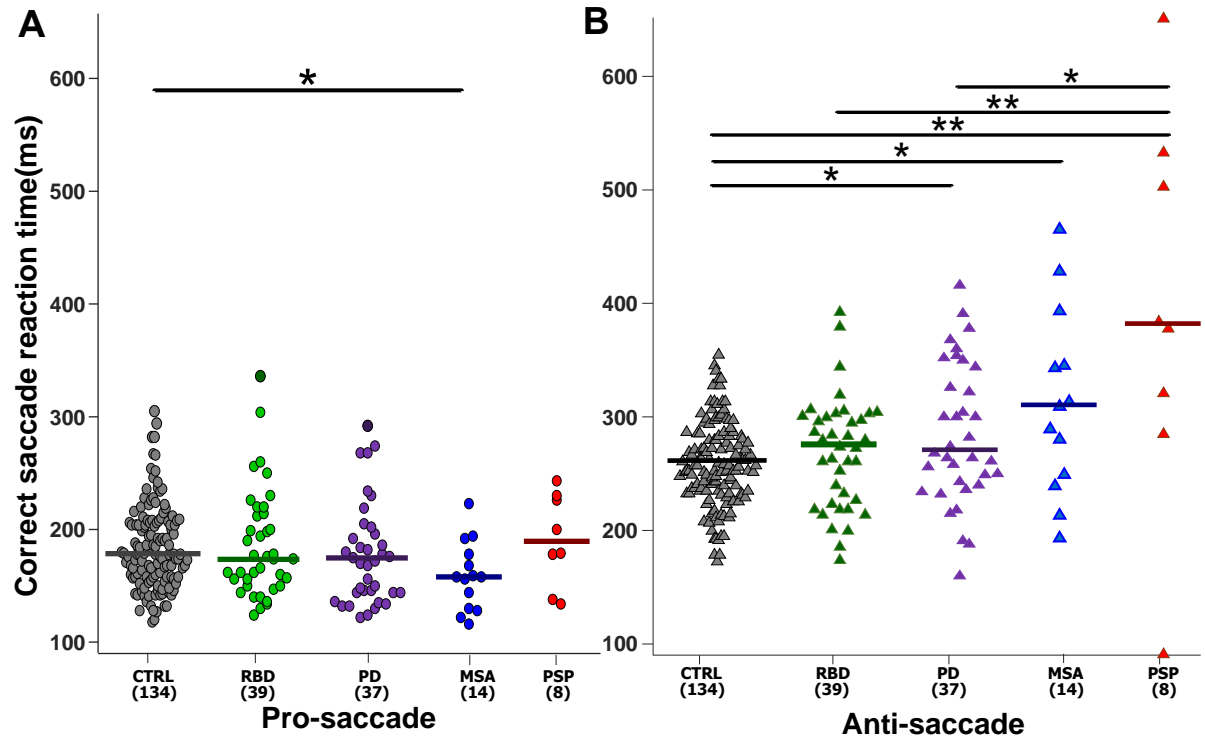 A
Correct saccade reaction time(ms)
600
500
400
300
200
100
*
CTRL
(134)
RBD
(39)
PD
(37)
MSA
(14)
PSP
(8)
Pro-saccade
B
600
500
400
300
200
100
*
**
**
*
*
CTRL
(134)
RBD
(39)
PD
(37)
MSA
(14)
PSP
(8)
Anti-saccade